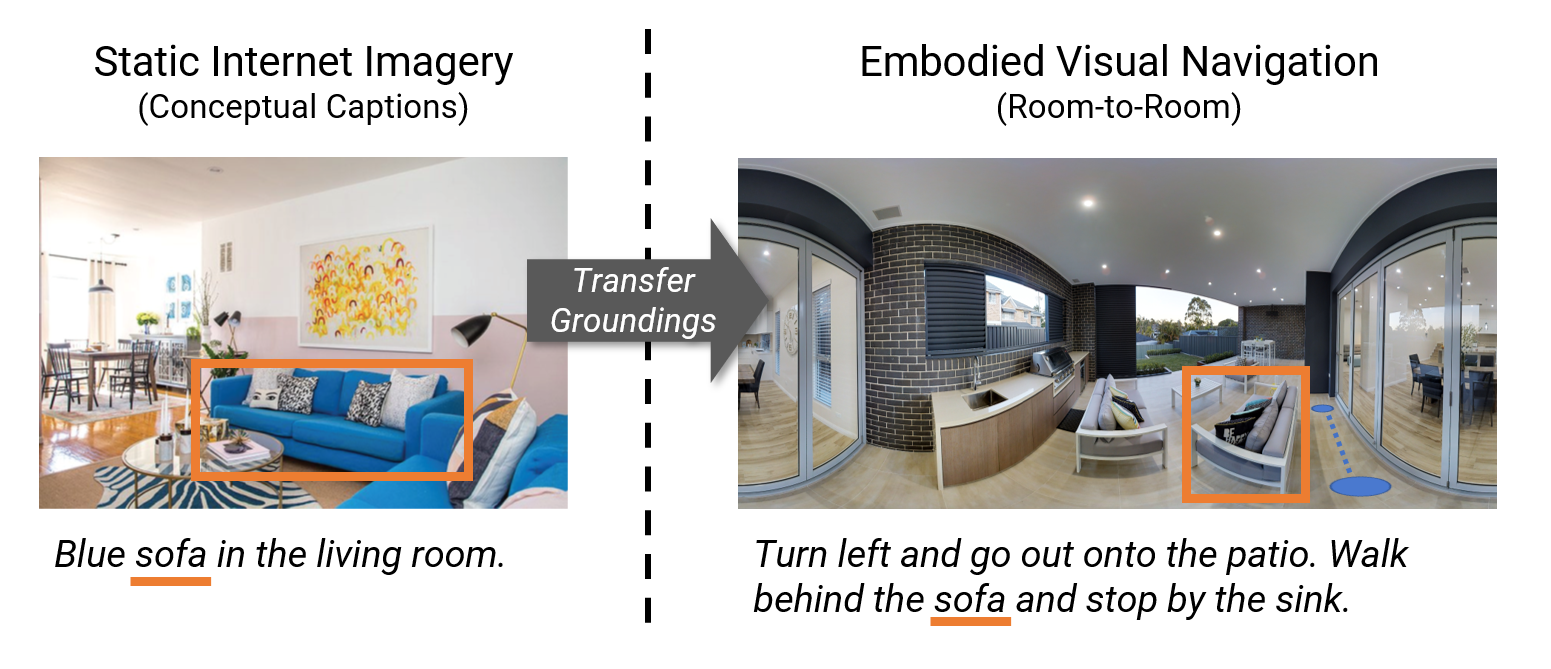 Static Internet Imagery
(Conceptual Captions)
Embodied Visual Navigation
(Room-to-Room)
Transfer
Groundings
Blue sofa in the living room.
Turn left and go out onto the patio. Walk
behind the sofa and stop by the sink.